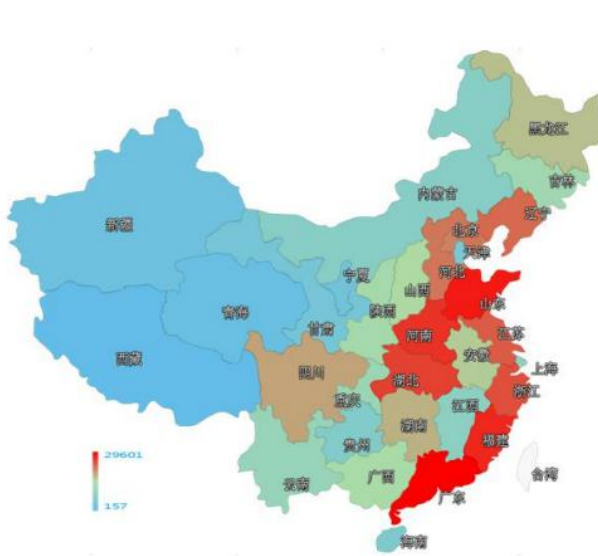 黑龙江
吉林
内蒙古
辽宁
新疆
北京
天津
宁夏
河北
山西
山东
青海
陕西
甘肃
河南
江苏
西藏
安徽
上海
四川
湖北
重庆
浙江
江西
湖南
贵州
福建
29601
广西
台湾
云南
广东
157
海南